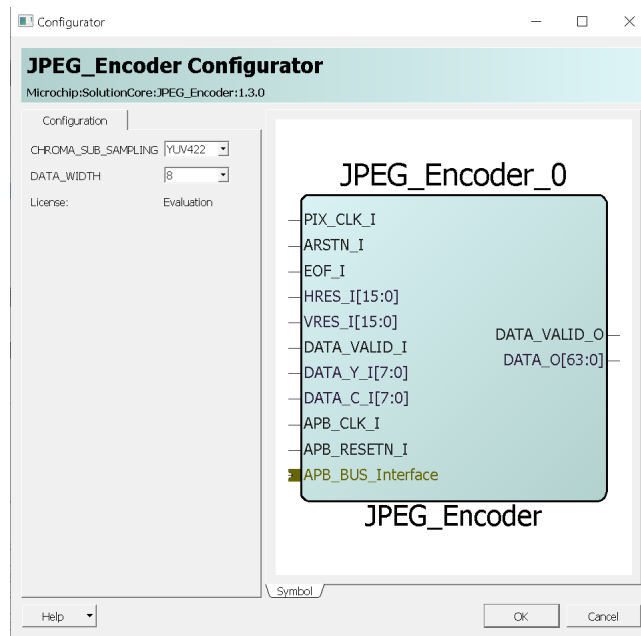 Configurator
JPEG_Encoder Configurator
Microchip:SolutionCore:JPEG_Encoder:1.3.0
Configuration
CHROMA_SUB_SAMPLING YUV422
DATA_WIDTH 8
License: Evaluation
JPEG_Encoder_0
PIX_CLK_I
ARSTN_I
EOF_I
HRES_I[15:0]
VRES_I[15:0]
DATA_VALID_I
DATA_Y_I[7:0]
DATA_C_I[7:0]
APB_CLK_I
APB_RESETN_I
APB_BUS_Interface
DATA_VALID_O
DATA_O[63:0]
JPEG_Encoder
Symbol
Help
OK
Cancel